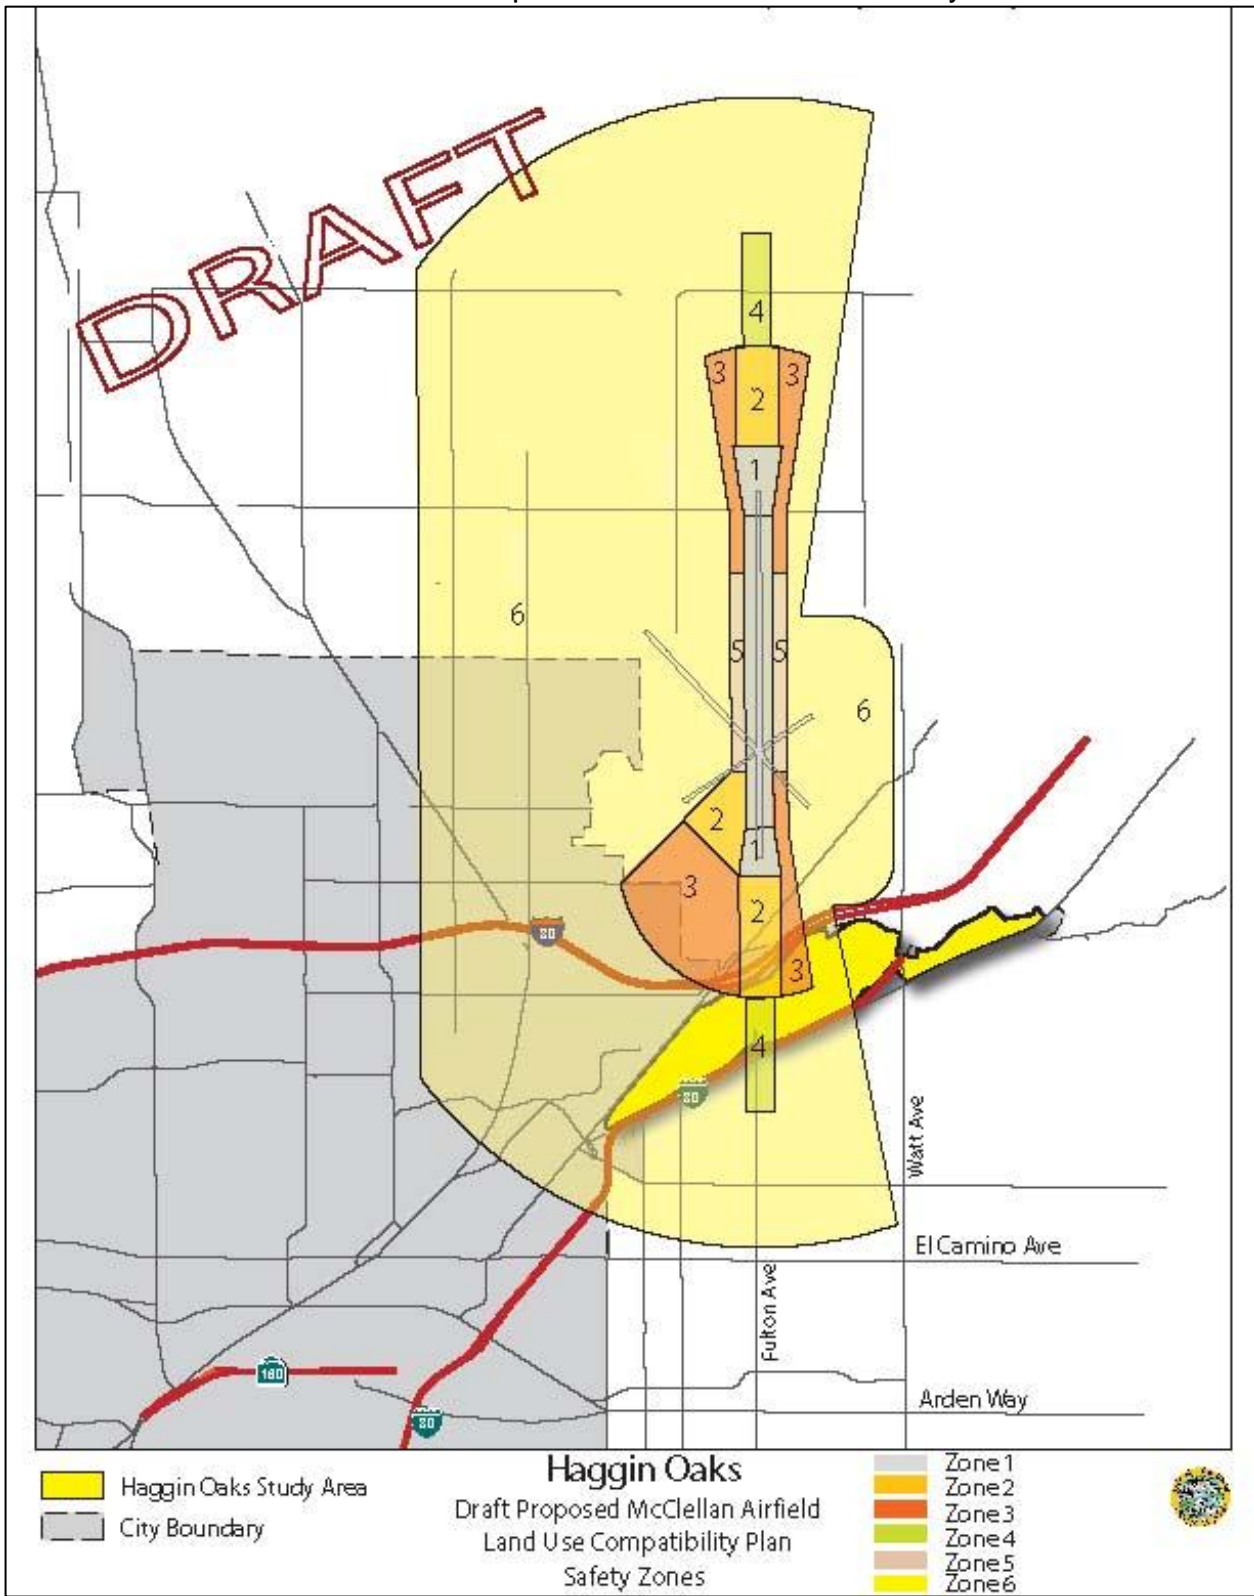 DRAFT
4
3
3
2
1
6
5
5
6
2
1
3
2
80
3
4
80
Watt Ave
El Camino Ave
Fulton Ave
160
Arden Way
80
Haggin Oaks Study Area
City Boundary
Haggin Oaks
Draft Proposed McClellan Airfield
Land Use Compatibility Plan
Safety Zones
Zone 1
Zone 2
Zone 3
Zone 4
Zone 5
Zone 6